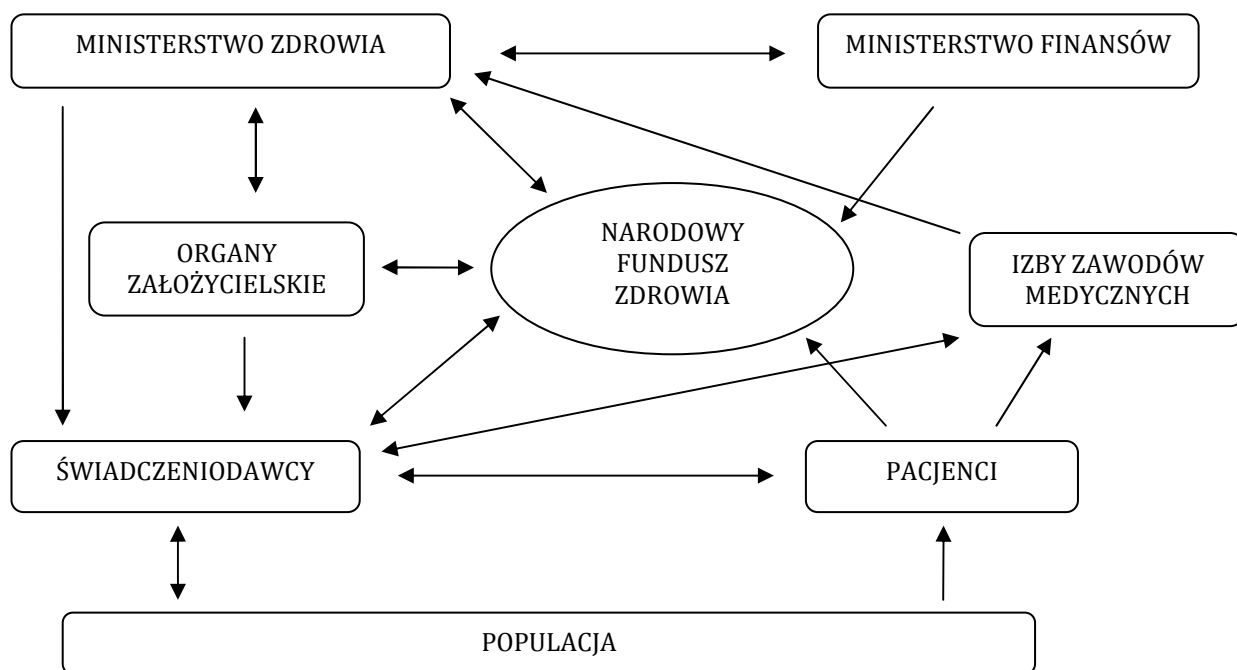 MINISTERSTWO ZDROWIA
MINISTERSTWO FINANSÓW
NARODOWY
FUNDUSZ
ZDROWIA
ORGANY
ZAŁOŻYCIELSKIE
IZBY ZAWODÓW
MEDYCZNYCH
ŚWIADCZENIODAWCY
PACJENCI
POPULACJA